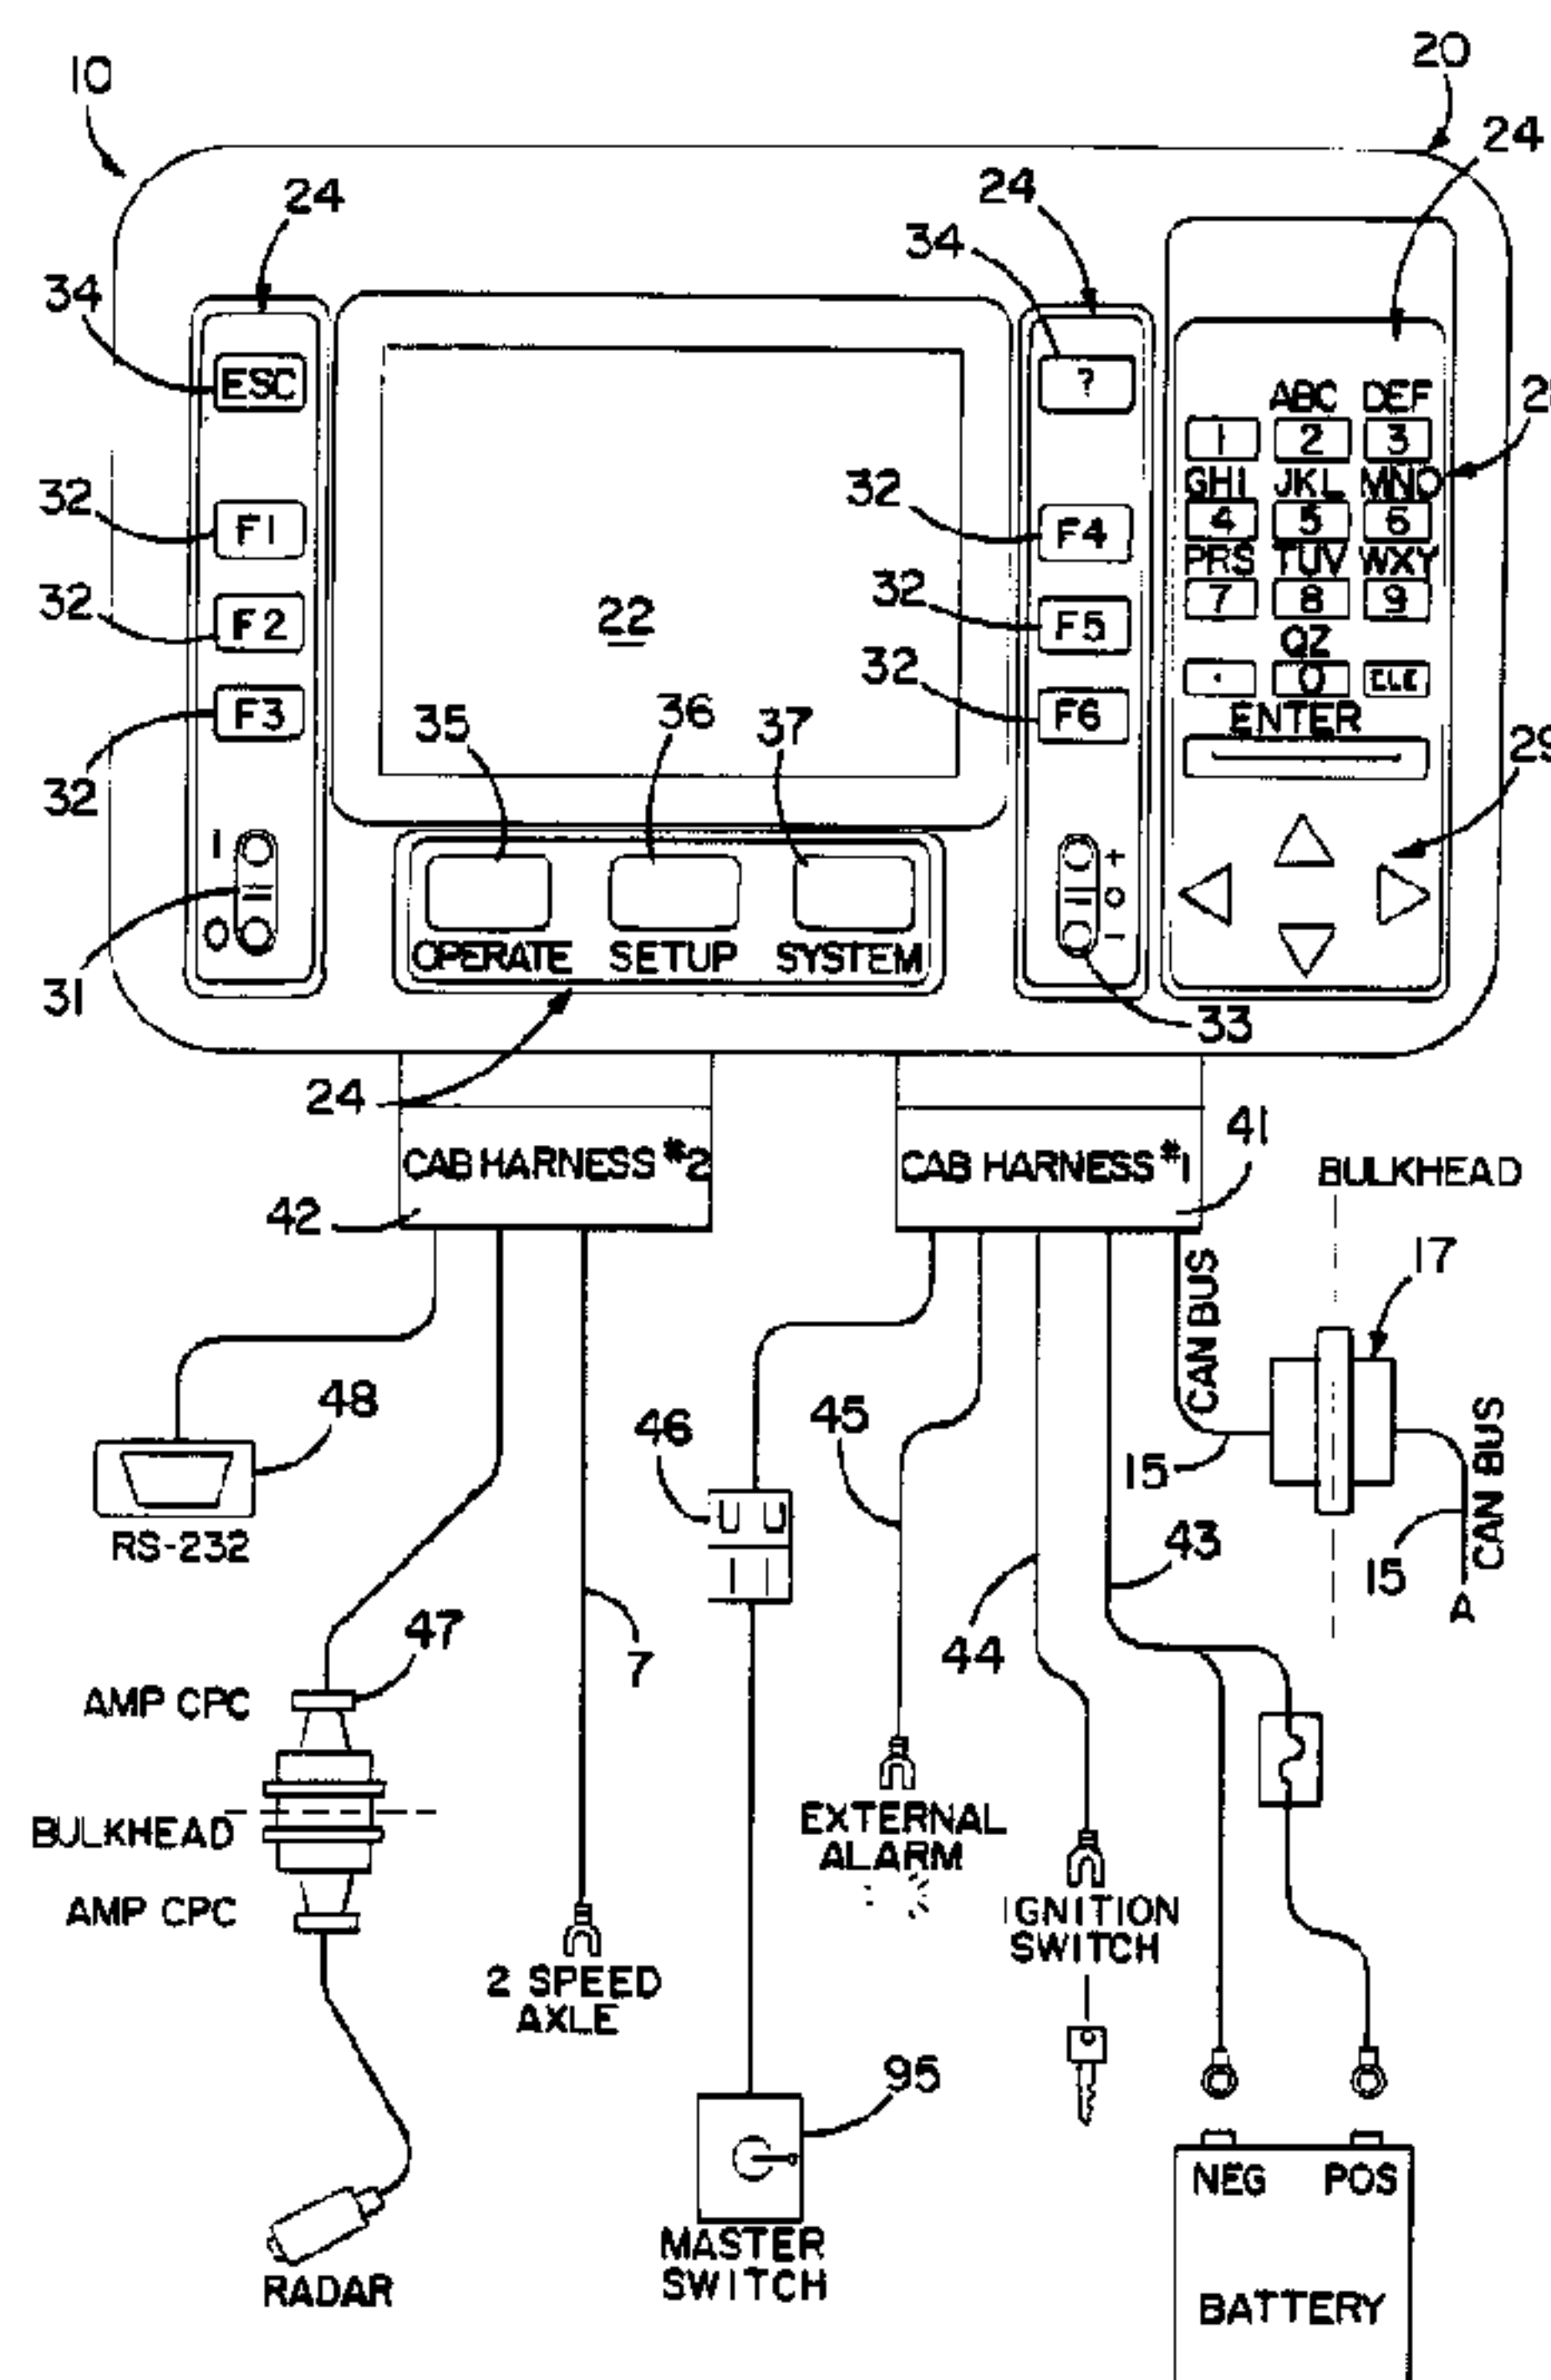 10
20
24
24
24
34
34
ESC
?
ABC DEF
1 2 3
GHI JKL MNO
4 5 6
PRS TUV WXY
7 8 9
QZ
. 0
ENTER
29
32
F1
32
F2
32
F3
32
F4
32
F5
32
F6
22
35
36
37
I
O
31
+
O
-
33
OPERATE SETUP SYSTEM
24
CAB HARNESS #2
42
CAB HARNESS #1
41
BULKHEAD
17
CAN BUS
15
CAN BUS
15
A
48
RS-232
46
45
44
43
7
47
AMP CPC
BULKHEAD
AMP CPC
RADAR
2 SPEED
AXLE
EXTERNAL
ALARM
IGNITION
SWITCH
95
MASTER
SWITCH
NEG POS
BATTERY